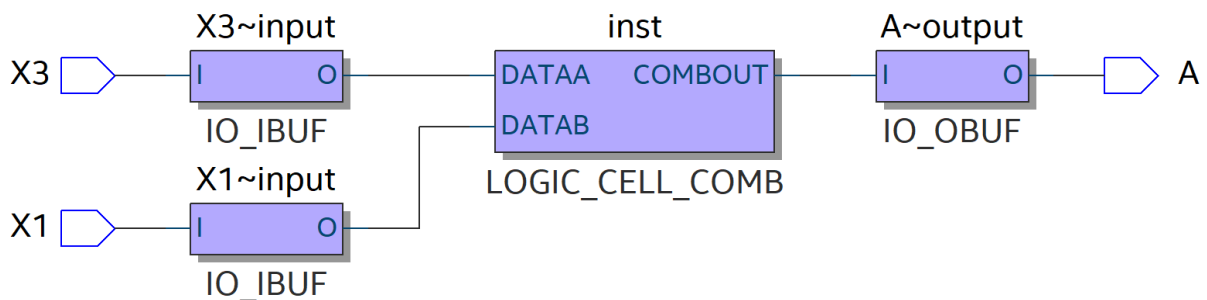 X3~input
inst
A~output
X3
I
O
DATAA
COMBOUT
I
O
A
IO_IBUF
DATAB
IO_OBUF
X1~input
LOGIC_CELL_COMB
X1
I
O
IO_IBUF